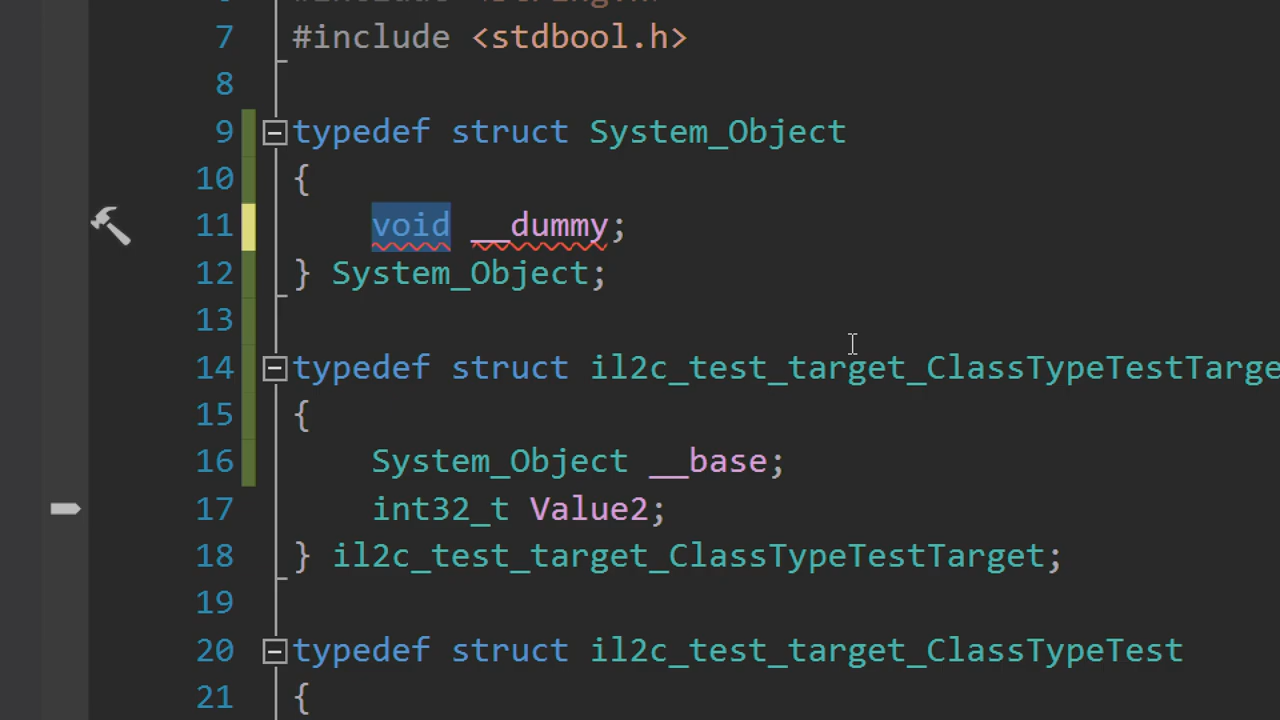 7 #include <stdbool.h>
8
9 typedef struct System_Object
10 {
11 void __dummy;
12 } System_Object;
13
14 typedef struct il2c_test_target_ClassTypeTestTarge
15 {
16 System_Object __base;
17 int32_t Value2;
18 } il2c_test_target_ClassTypeTestTarget;
19
20 typedef struct il2c_test_target_ClassTypeTest
21 {